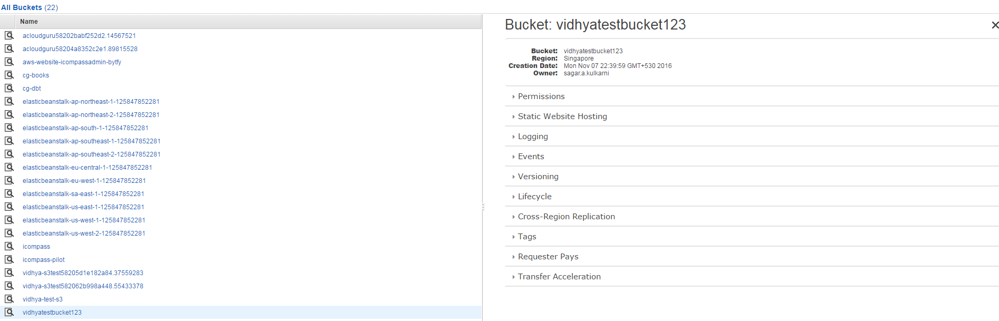 All Buckets (22)
Name
acloudguru58202babf252d2.14567521
acloudguru58204a8352c2e1.89815528
aws-website-icompassadmin-bytfy
cg-books
cg-dbt
elasticbeanstalk-ap-northeast-1-125847852281
elasticbeanstalk-ap-northeast-2-125847852281
elasticbeanstalk-ap-south-1-125847852281
elasticbeanstalk-ap-southeast-1-125847852281
elasticbeanstalk-ap-southeast-2-125847852281
elasticbeanstalk-eu-central-1-125847852281
elasticbeanstalk-eu-west-1-125847852281
elasticbeanstalk-sa-east-1-125847852281
elasticbeanstalk-us-east-1-125847852281
elasticbeanstalk-us-west-1-125847852281
elasticbeanstalk-us-west-2-125847852281
icompass
icompass-pilot
vidhya-s3test58205d1e182a84.37559283
vidhya-s3test582062b998a448.55433378
vidhya-test-s3
vidhyatestbucket123
Bucket: vidhyatestbucket123
Bucket: vidhyatestbucket123
Region: Singapore
Creation Date: Mon Nov 07 22:39:59 GMT+530 2016
Owner: sagar.a.kulkarni
Permissions
Static Website Hosting
Logging
Events
Versioning
Lifecycle
Cross-Region Replication
Tags
Requester Pays
Transfer Acceleration